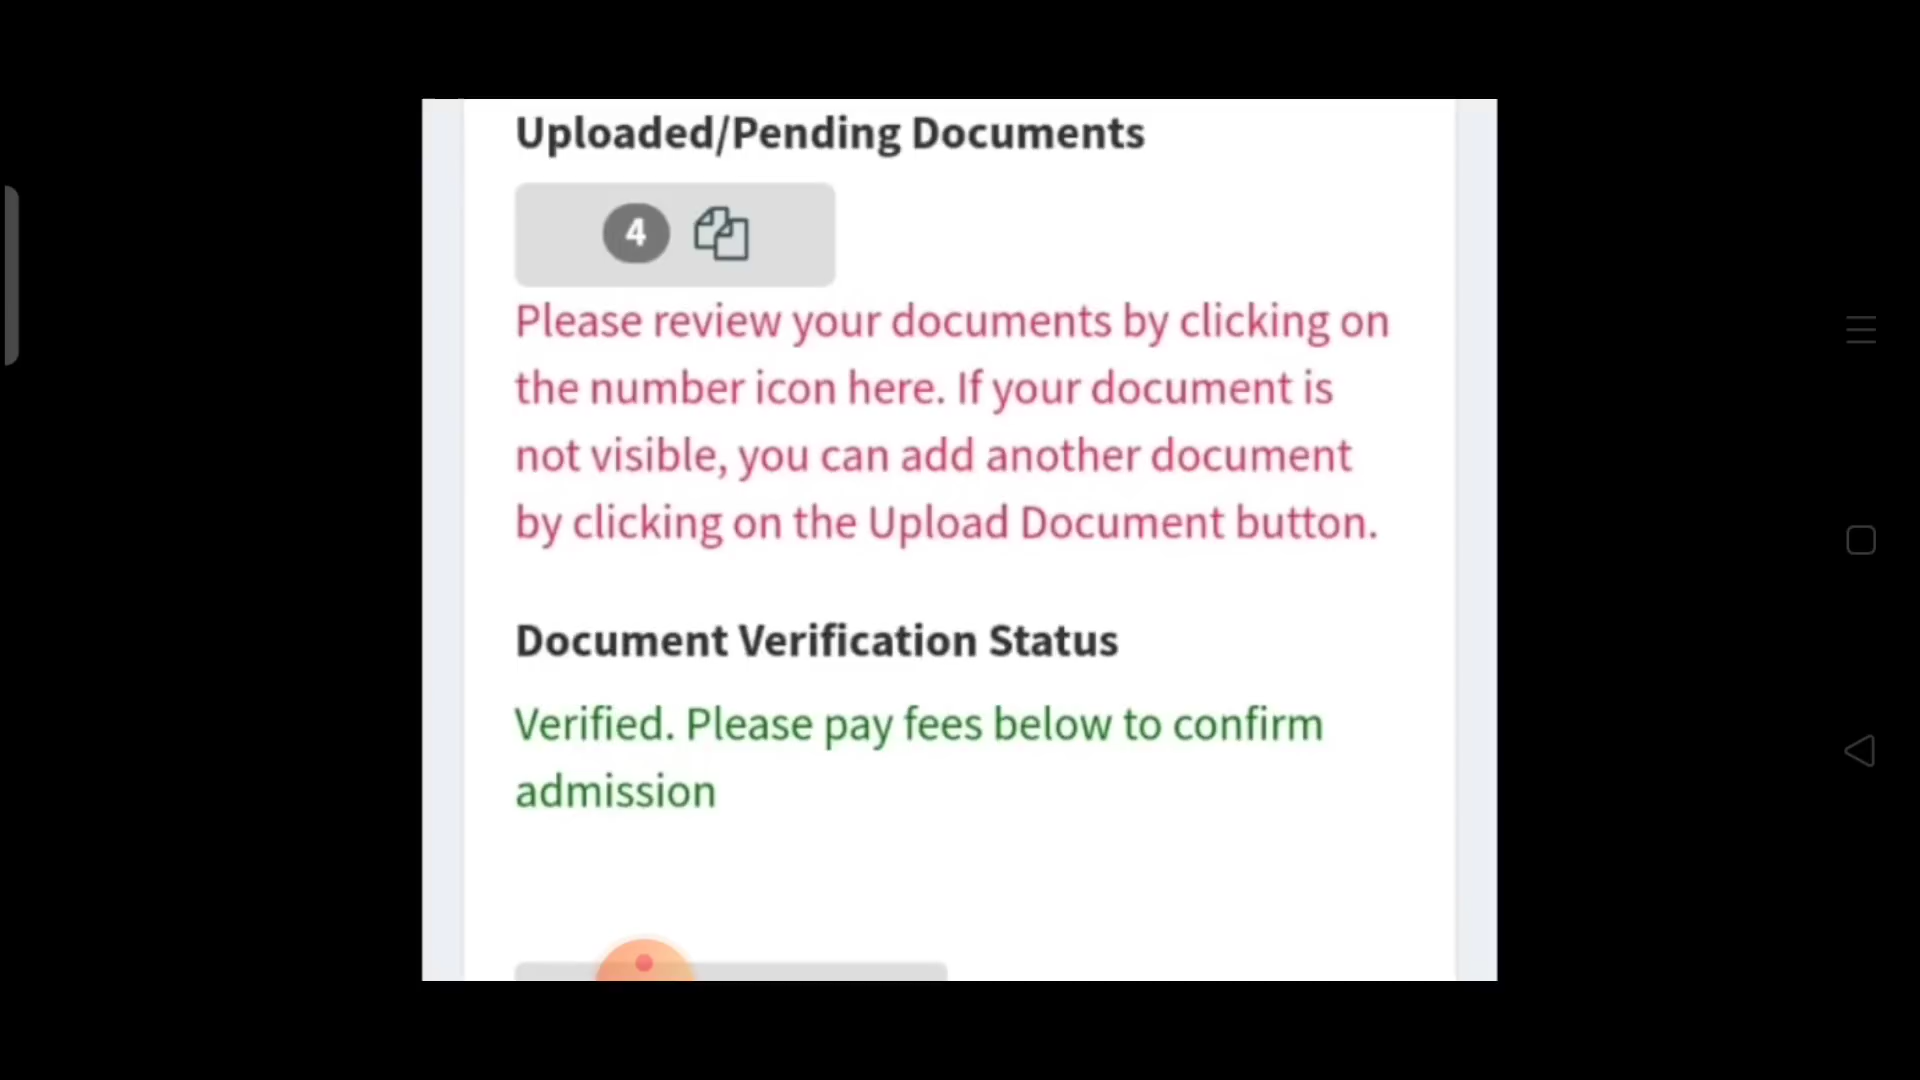 Uploaded/Pending Documents
4
Please review your documents by clicking on
the number icon here. If your document is
not visible, you can add another document
by clicking on the Upload Document button.
Document Verification Status
Verified. Please pay fees below to confirm
admission